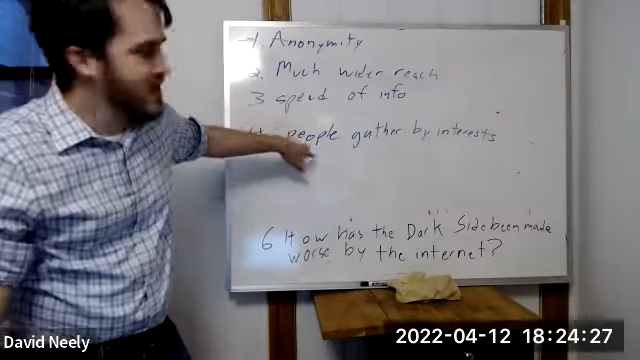 1. Anonymity
2. Much wider reach
3 speed of info
people gather by interests
6 How has the Dark Side been made
worse by the internet?
David Neely
2022-04-12 18:24:27